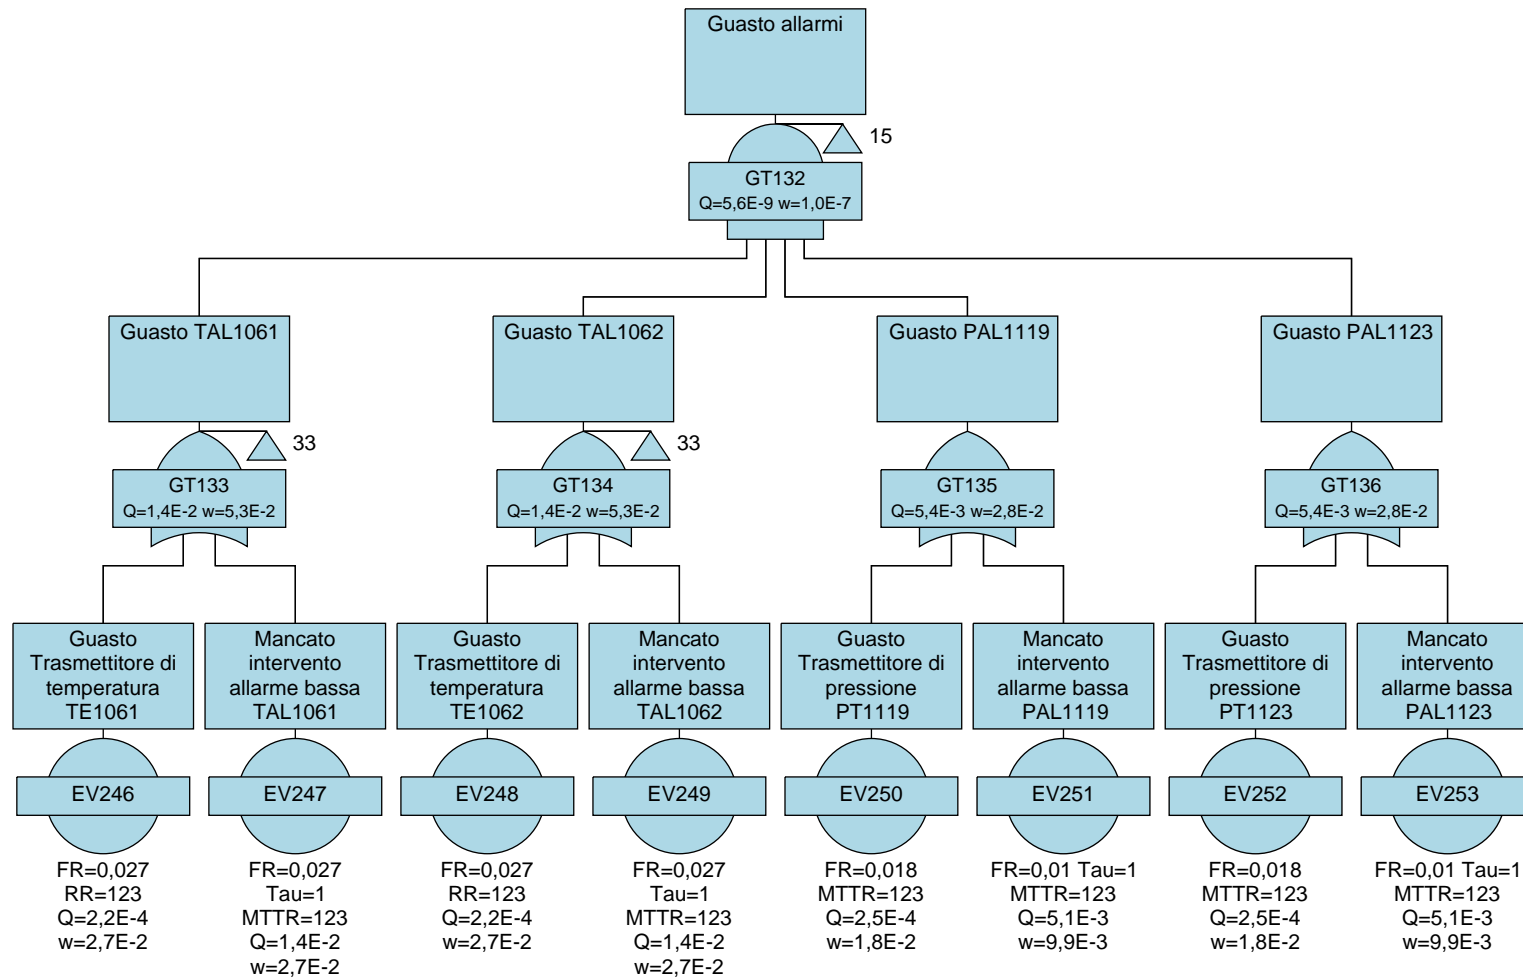 Guasto allarmi
15
GT132
Q=5,6E-9 w=1,0E-7
Guasto TAL1061
Guasto TAL1062
Guasto PAL1119
Guasto PAL1123
33
33
GT133
Q=1,4E-2 w=5,3E-2
GT134
Q=1,4E-2 w=5,3E-2
GT135
Q=5,4E-3 w=2,8E-2
GT136
Q=5,4E-3 w=2,8E-2
Guasto
Trasmettitore di
temperatura
TE1061
Mancato
intervento
allarme bassa
TAL1061
Guasto
Trasmettitore di
temperatura
TE1062
Mancato
intervento
allarme bassa
TAL1062
Guasto
Trasmettitore di
pressione
PT1119
Mancato
intervento
allarme bassa
PAL1119
Guasto
Trasmettitore di
pressione
PT1123
Mancato
intervento
allarme bassa
PAL1123
EV246
EV247
EV248
EV249
EV250
EV251
EV252
EV253
FR=0,027
RR=123
Q=2,2E-4
w=2,7E-2
FR=0,027
Tau=1
MTTR=123
Q=1,4E-2
w=2,7E-2
FR=0,027
RR=123
Q=2,2E-4
w=2,7E-2
FR=0,027
Tau=1
MTTR=123
Q=1,4E-2
w=2,7E-2
FR=0,018
MTTR=123
Q=2,5E-4
w=1,8E-2
FR=0,01 Tau=1
MTTR=123
Q=5,1E-3
w=9,9E-3
FR=0,018
MTTR=123
Q=2,5E-4
w=1,8E-2
FR=0,01 Tau=1
MTTR=123
Q=5,1E-3
w=9,9E-3